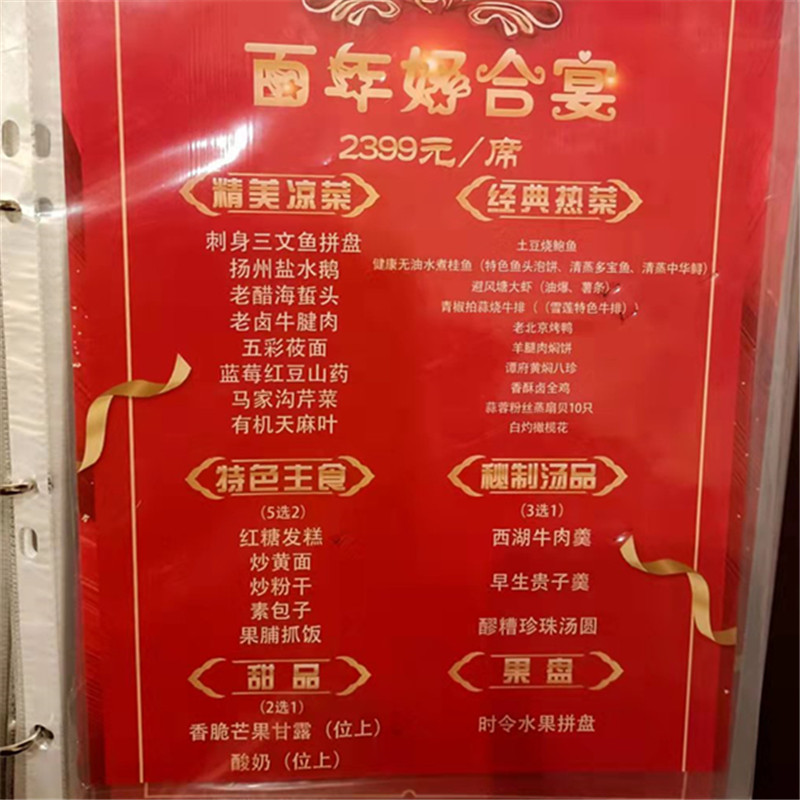 百年好合宴
2399元/席
精美凉菜
刺身三文鱼拼盘
扬州盐水鹅
老醋海蜇头
老卤牛腱肉
五彩莜面
蓝莓红豆山药
马家沟芹菜
有机天麻叶
经典热菜
土豆烧鲍鱼
健康无油水煮桂鱼（特色鱼头泡饼、清蒸多宝鱼、清蒸中华鲟）
避风塘大虾（油爆、薯条）
青椒拍蒜烧牛排（（雪莲特色牛排））
老北京烤鸭
羊腿肉焖饼
谭府黄焖八珍
香酥卤全鸡
蒜蓉粉丝蒸扇贝10只
白灼橄榄花
特色主食
（5选2）
红糖发糕
炒黄面
炒粉干
素包子
果脯抓饭
秘制汤品
（3选1）
西湖牛肉羹
早生贵子羹
醪糟珍珠汤圆
甜品
（2选1）
香脆芒果甘露（位上）
酸奶（位上）
果盘
时令水果拼盘